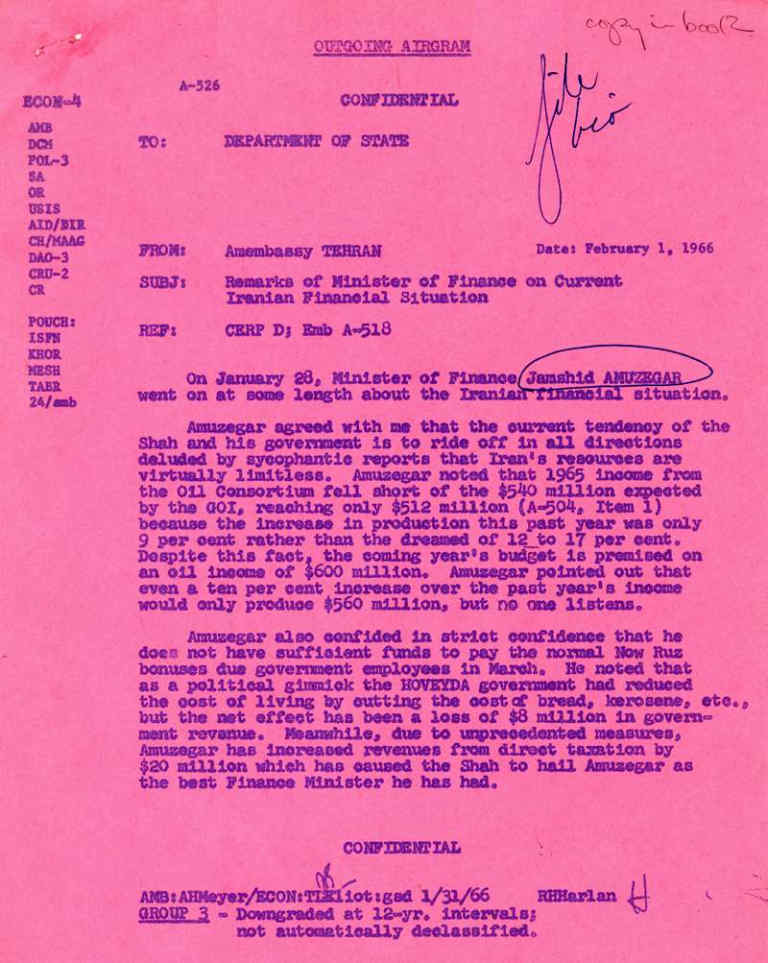 copy in book
OUTGOING AIRGRAM
A-526
ECON-4
CONFIDENTIAL
file
bio
AMB
DCM
POL-3
SA
OR
USIS
AID/DIR
CH/MAAG
DAO-3
CRU-2
CR
POUCH:
ISFN
KHOR
MESH
TABR
24/amb
TO: DEPARTMENT OF STATE
FROM: Amembassy TEHRAN Date: February 1, 1966
SUBJ: Remarks of Minister of Finance on Current
Iranian Financial Situation
REF: CERP D; Emb A-518
On January 28, Minister of Finance Jamshid AMUZEGAR
went on at some length about the Iranian financial situation.
Amuzegar agreed with me that the current tendency of the
Shah and his government is to ride off in all directions
deluded by sycophantic reports that Iran's resources are
virtually limitless. Amuzegar noted that 1965 income from
the Oil Consortium fell short of the $540 million expected
by the GOI, reaching only $512 million (A-504, Item 1)
because the increase in production this past year was only
9 per cent rather than the dreamed of 12 to 17 per cent.
Despite this fact, the coming year's budget is premised on
an oil income of $600 million. Amuzegar pointed out that
even a ten per cent increase over the past year's income
would only produce $560 million, but no one listens.
Amuzegar also confided in strict confidence that he
does not have sufficient funds to pay the normal Now Ruz
bonuses due government employees in March. He noted that
as a political gimmick the HOVEYDA government had reduced
the cost of living by cutting the cost of bread, kerosene, etc.,
but the net effect has been a loss of $8 million in govern-
ment revenue. Meanwhile, due to unprecedented measures,
Amuzegar has increased revenues from direct taxation by
$20 million which has caused the Shah to hail Amuzegar as
the best Finance Minister he has had.
CONFIDENTIAL
AMB:AHMeyer/ECON:TLEliot:gsd 1/31/66 RHHarlan H
GROUP 3 - Downgraded at 12-yr. intervals;
not automatically declassified.